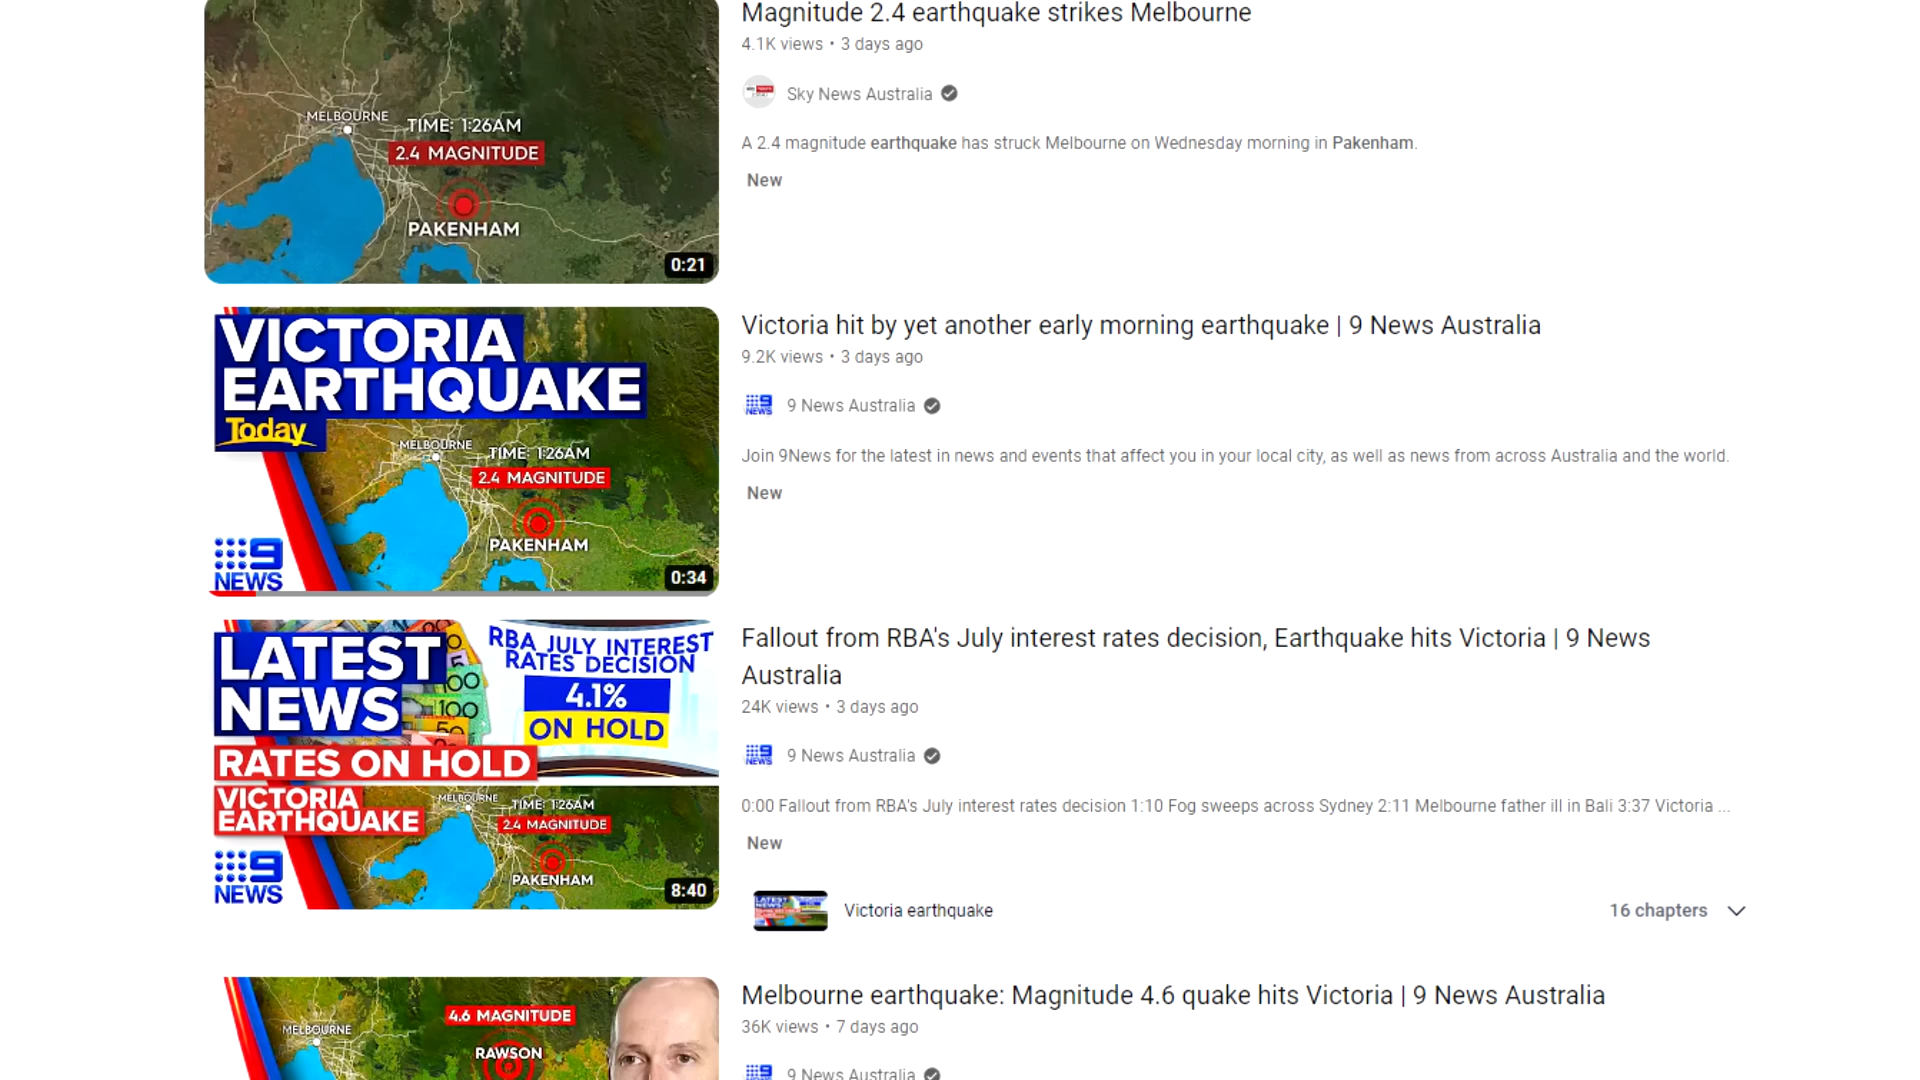 Magnitude 2.4 earthquake strikes Melbourne
4.1K views • 3 days ago
Sky News Australia
A 2.4 magnitude earthquake has struck Melbourne on Wednesday morning in Pakenham.
New
MELBOURNE
TIME: 1:26AM
2.4 MAGNITUDE
PAKENHAM
0:21
VICTORIA
EARTHQUAKE
Today
MELBOURNE
TIME: 1:26AM
2.4 MAGNITUDE
PAKENHAM
9
NEWS
0:34
Victoria hit by yet another early morning earthquake | 9 News Australia
9.2K views • 3 days ago
9 NEWS
9 News Australia
Join 9News for the latest in news and events that affect you in your local city, as well as news from across Australia and the world.
New
LATEST
NEWS
RBA JULY INTEREST
RATES DECISION
4.1%
ON HOLD
100
RATES ON HOLD
VICTORIA
EARTHQUAKE
MELBOURNE
TIME: 1:26AM
2.4 MAGNITUDE
PAKENHAM
9
NEWS
8:40
Fallout from RBA's July interest rates decision, Earthquake hits Victoria | 9 News
Australia
24K views • 3 days ago
9 NEWS
9 News Australia
0:00 Fallout from RBA's July interest rates decision 1:10 Fog sweeps across Sydney 2:11 Melbourne father ill in Bali 3:37 Victoria ...
New
Victoria earthquake
16 chapters
4.6 MAGNITUDE
MELBOURNE
RAWSON
Melbourne earthquake: Magnitude 4.6 quake hits Victoria | 9 News Australia
36K views • 7 days ago
9 NEWS
9 News Australia